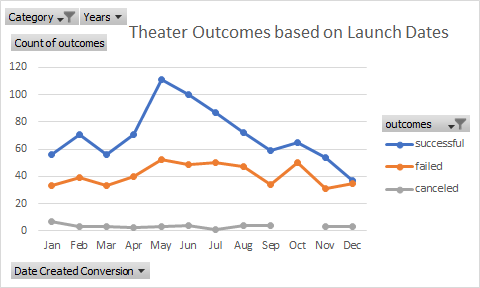 Category Years
Theater Outcomes based on Launch Dates
Count of outcomes
120
100
80
60
40
20
0
Jan Feb Mar Apr May Jun Jul Aug Sep Oct Nov Dec
outcomes
successful
failed
canceled
Date Created Conversion